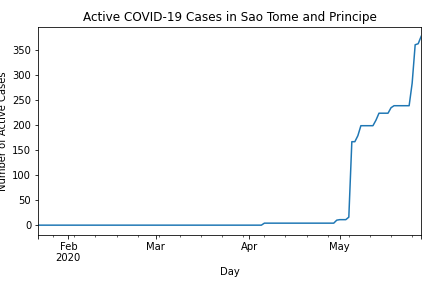 Active COVID-19 Cases in Sao Tome and Principe
Number of Active Cases
350
300
250
200
150
100
50
0
Feb Mar Apr May
2020
Day